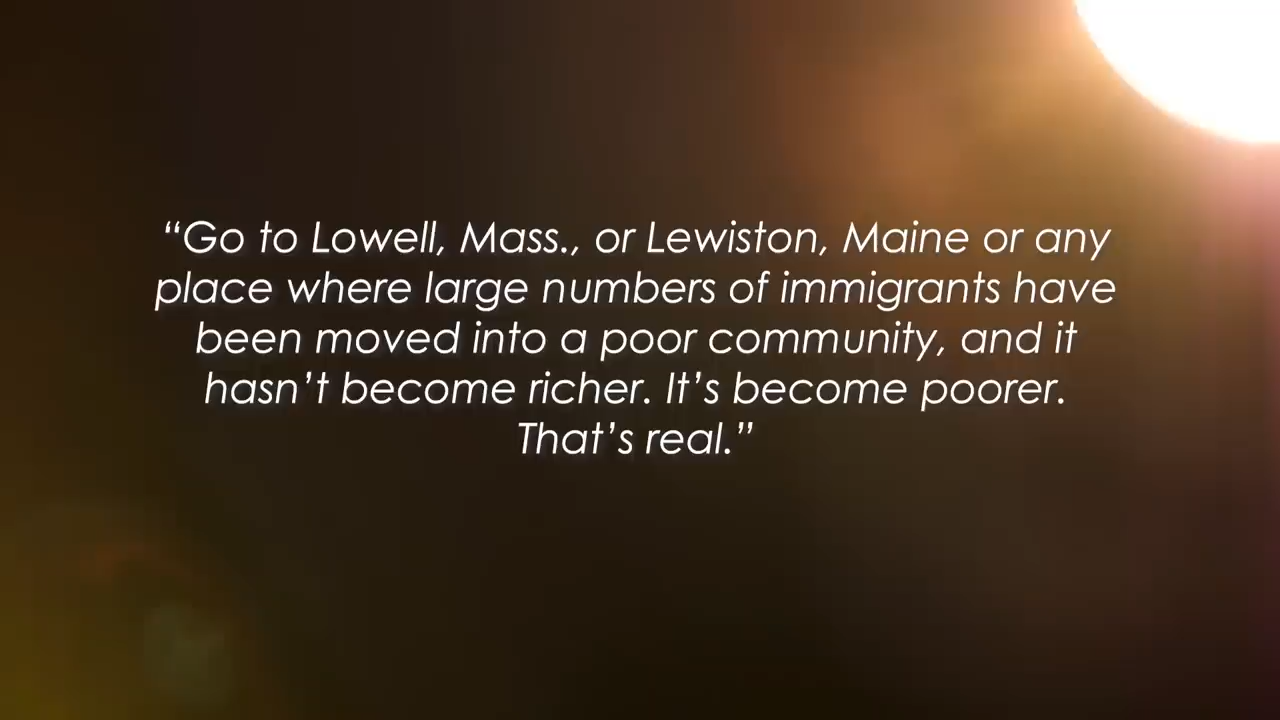 “Go to Lowell, Mass., or Lewiston, Maine or any
place where large numbers of immigrants have
been moved into a poor community, and it
hasn’t become richer. It’s become poorer.
That’s real.”